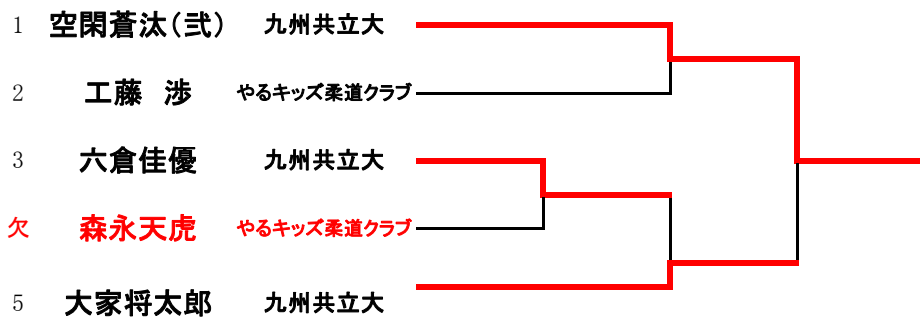 1 空閑蒼汰(弐) 九州共立大
2 工藤 渉 やるキッズ柔道クラブ
3 六倉佳優 九州共立大
欠 森永天虎 やるキッズ柔道クラブ
5 大家将太郎 九州共立大